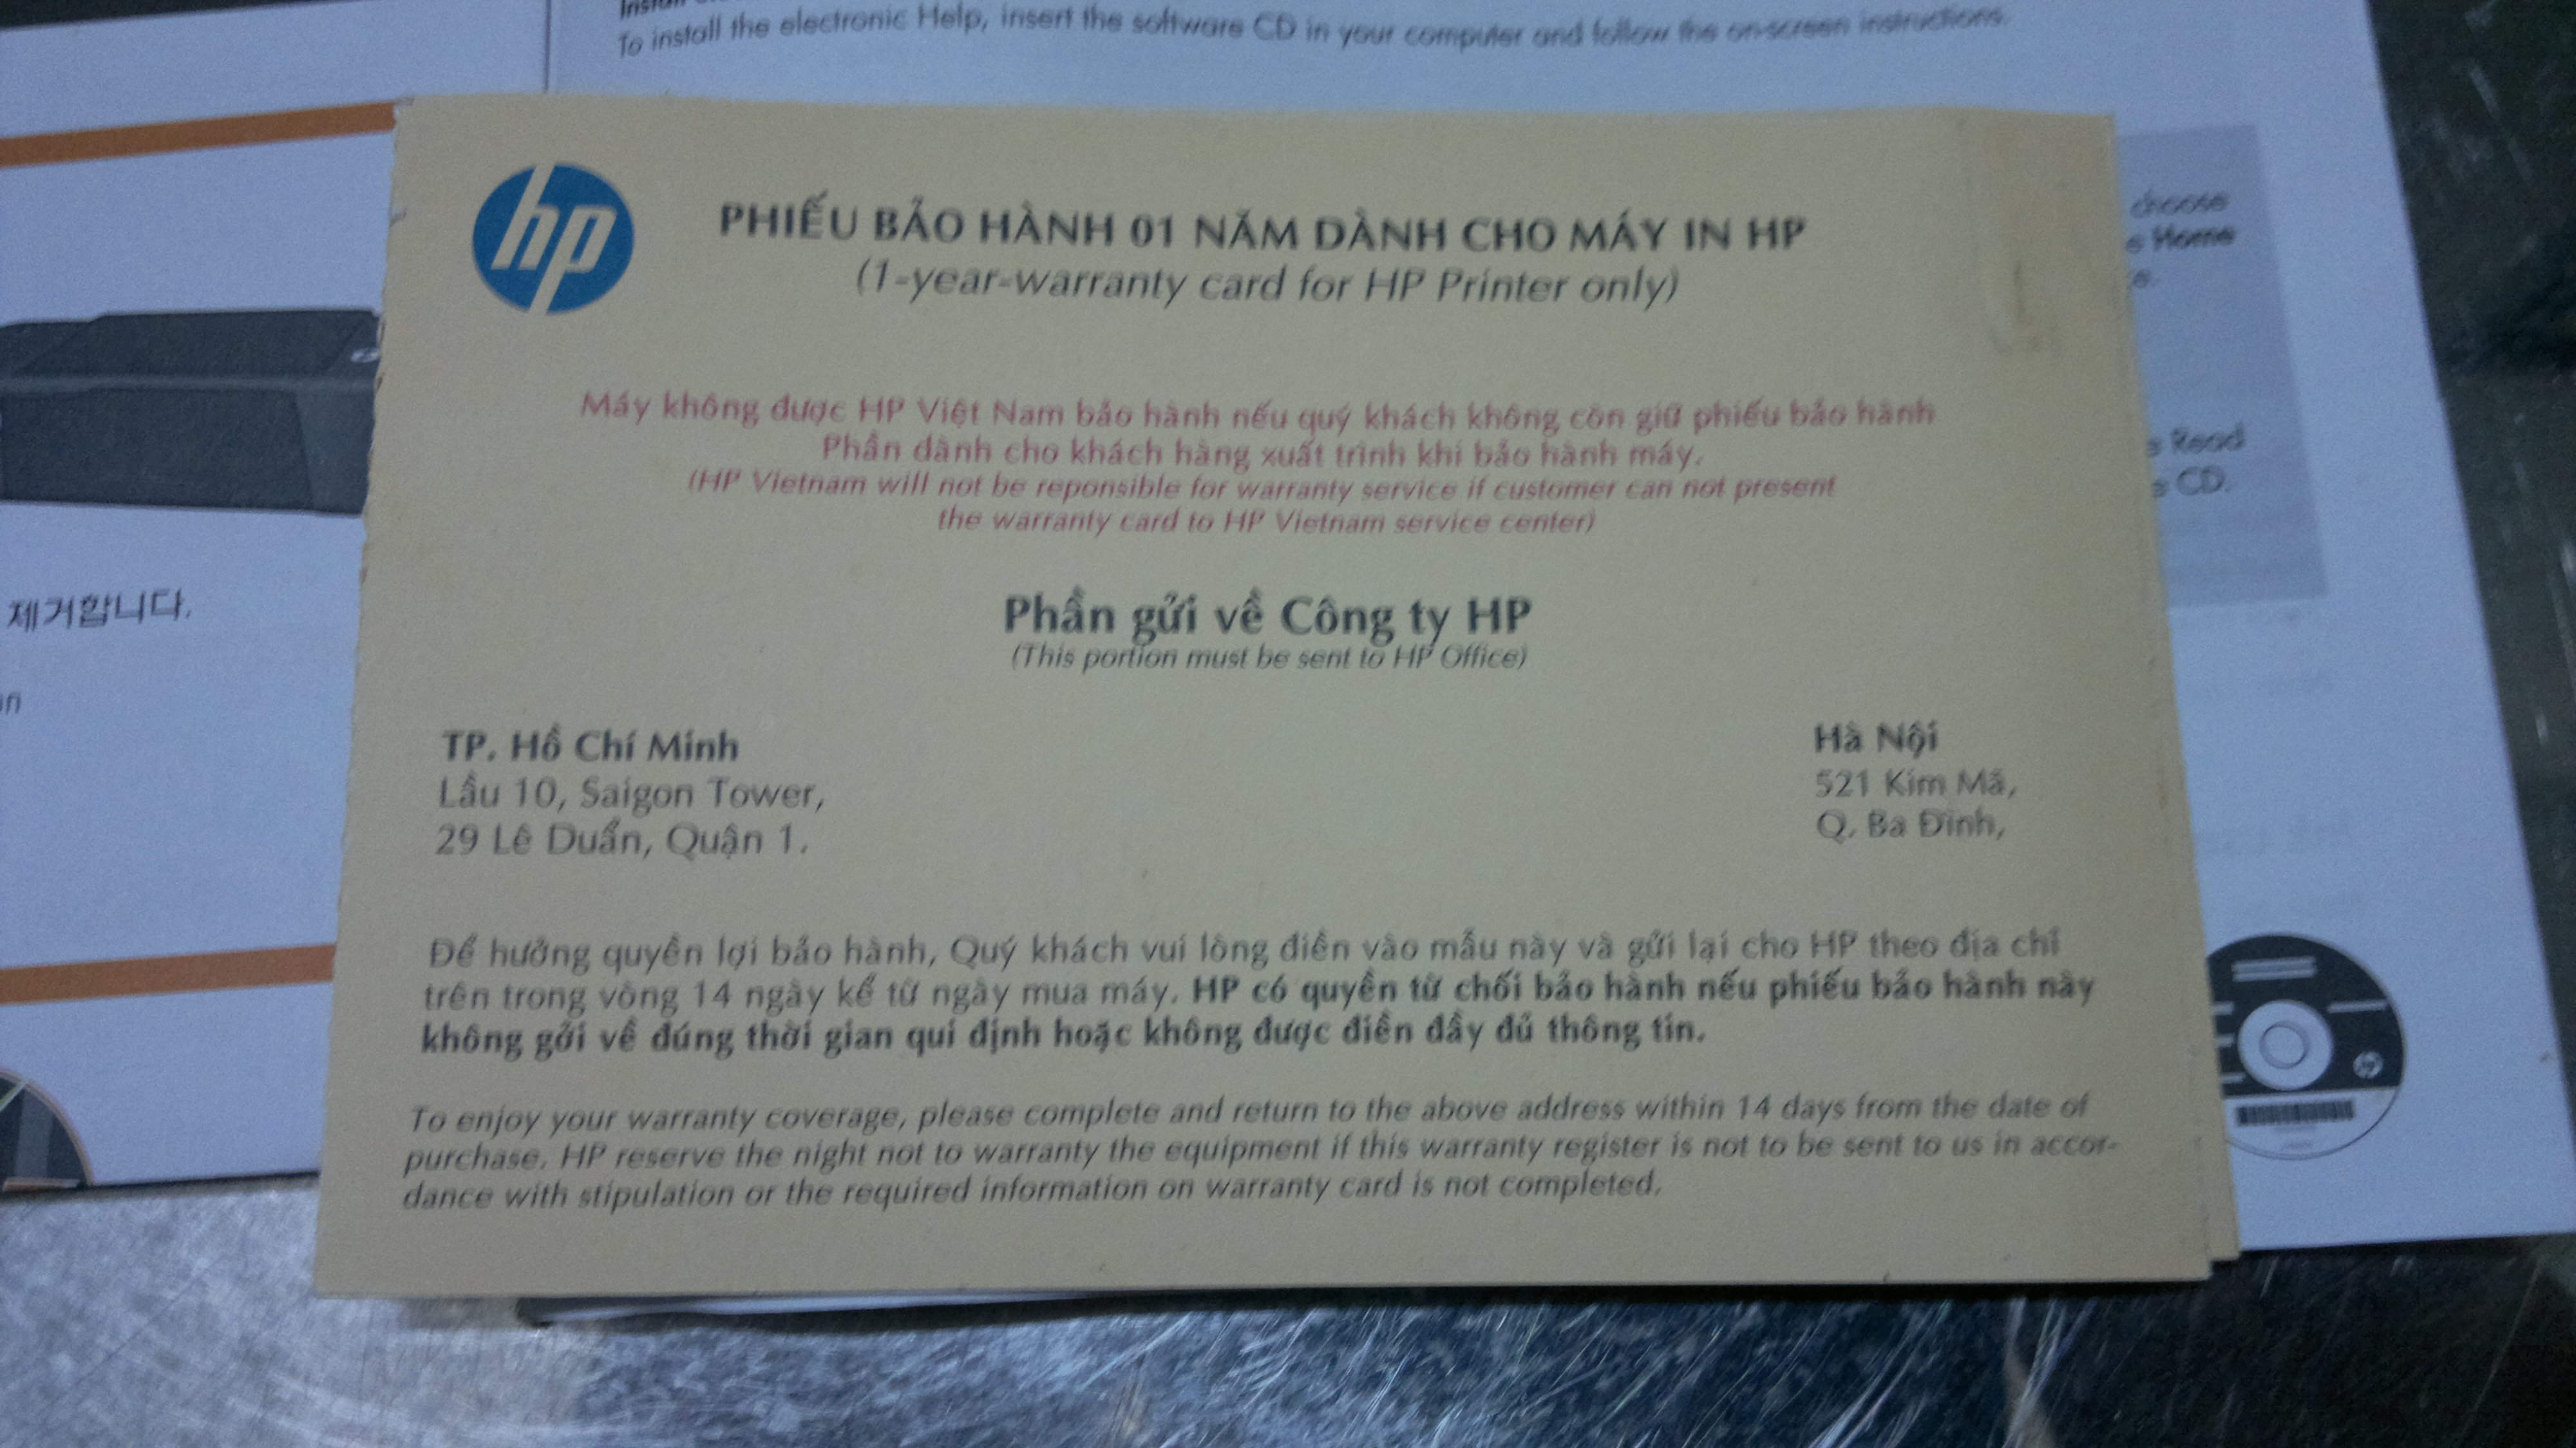 To install the electronic Help, insert the software CD in your computer and follow the on-screen instructions.
hp
PHIẾU BẢO HÀNH 01 NĂM DÀNH CHO MÁY IN HP
(1-year-warranty card for HP Printer only)
choose
Home
Máy không được HP Việt Nam bảo hành nếu quý khách không còn giữ phiếu bảo hành
Phần dành cho khách hàng xuất trình khi bảo hành máy.
(HP Vietnam will not be reponsible for warranty service if customer can not present
the warranty card to HP Vietnam service center)
Read
CD.
제거합니다.
Phần gửi về Công ty HP
(This portion must be sent to HP Office)
TP. Hồ Chí Minh
Lầu 10, Saigon Tower,
29 Lê Duẩn, Quận 1.
Hà Nội
521 Kim Mã,
Q. Ba Đình,
Để hưởng quyền lợi bảo hành, Quý khách vui lòng điền vào mẫu này và gửi lại cho HP theo địa chỉ
trên trong vòng 14 ngày kể từ ngày mua máy. HP có quyền từ chối bảo hành nếu phiếu bảo hành này
không gởi về đúng thời gian qui định hoặc không được điền đầy đủ thông tin.
To enjoy your warranty coverage, please complete and return to the above address within 14 days from the date of
purchase. HP reserve the night not to warranty the equipment if this warranty register is not to be sent to us in accor-
dance with stipulation or the required information on warranty card is not completed.
hp